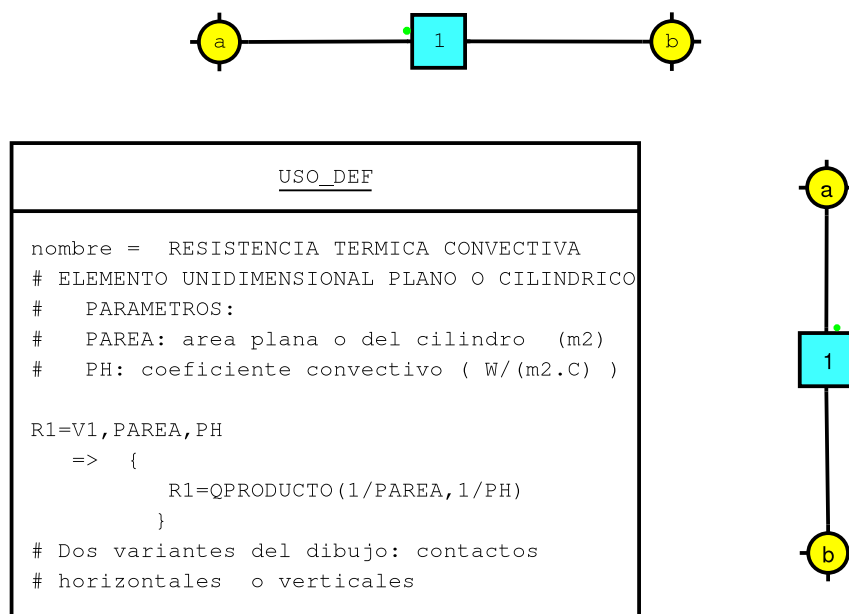 a 1 b
USO_DEF
nombre = RESISTENCIA TERMICA CONVECTIVA
# ELEMENTO UNIDIMENSIONAL PLANO O CILINDRICO
# PARAMETROS:
# PAREA: area plana o del cilindro (m2)
# PH: coeficiente convectivo ( W/(m2.C) )
R1=V1,PAREA,PH
=> {
R1=QPRODUCTO(1/PAREA,1/PH)
}
# Dos variantes del dibujo: contactos
# horizontales o verticales
a
1
b